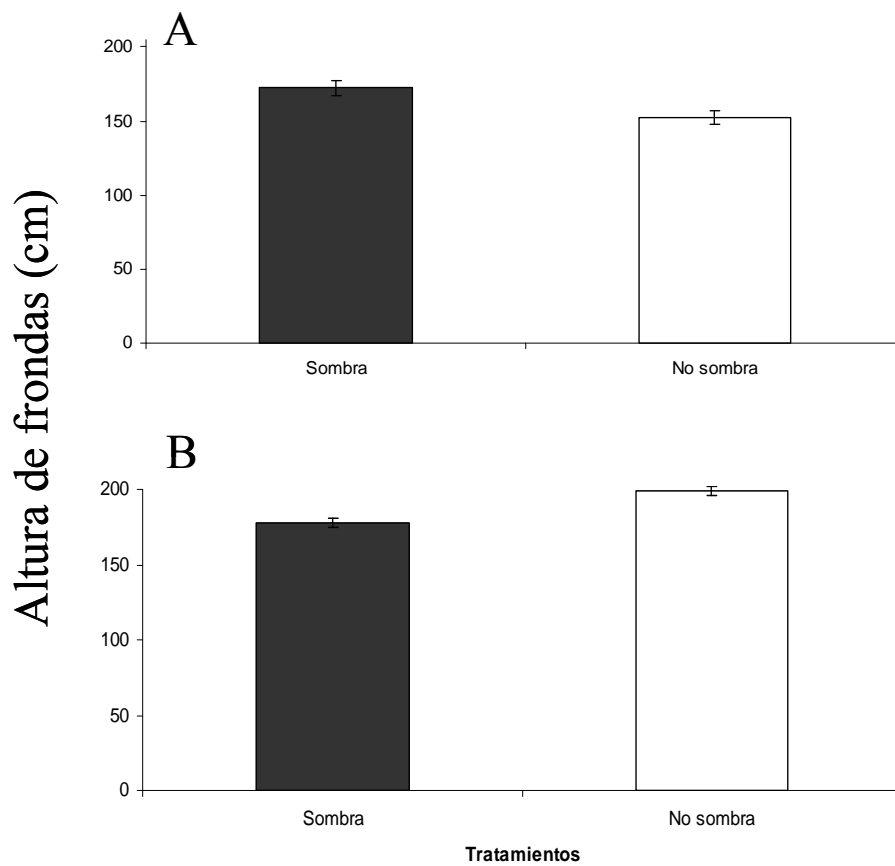 A
200
150
100
50
0
Sombra
No sombra
Altura de frondas (cm)
B
200
150
100
50
0
Sombra
No sombra
Tratamientos